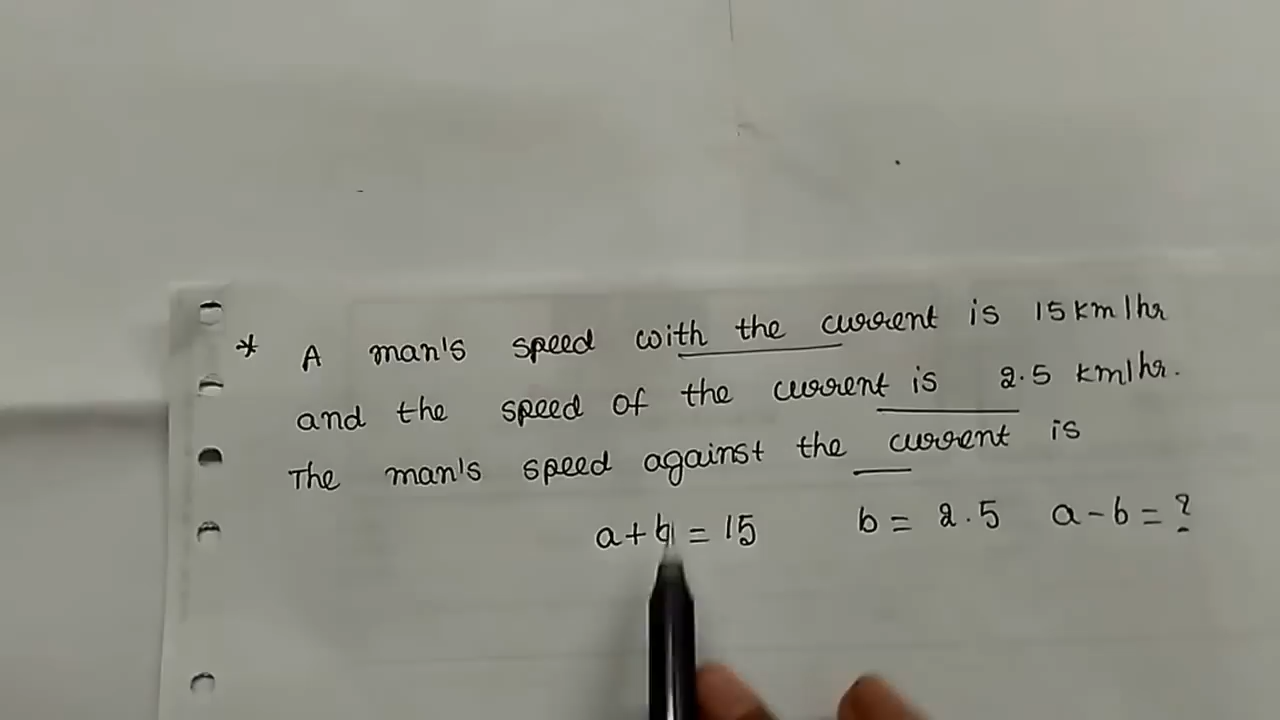 * A man's speed with the current is 15 km/hr
and the speed of the current is 2.5 km/hr.
The man's speed against the current is
a+b = 15 b = 2.5 a-b = ?